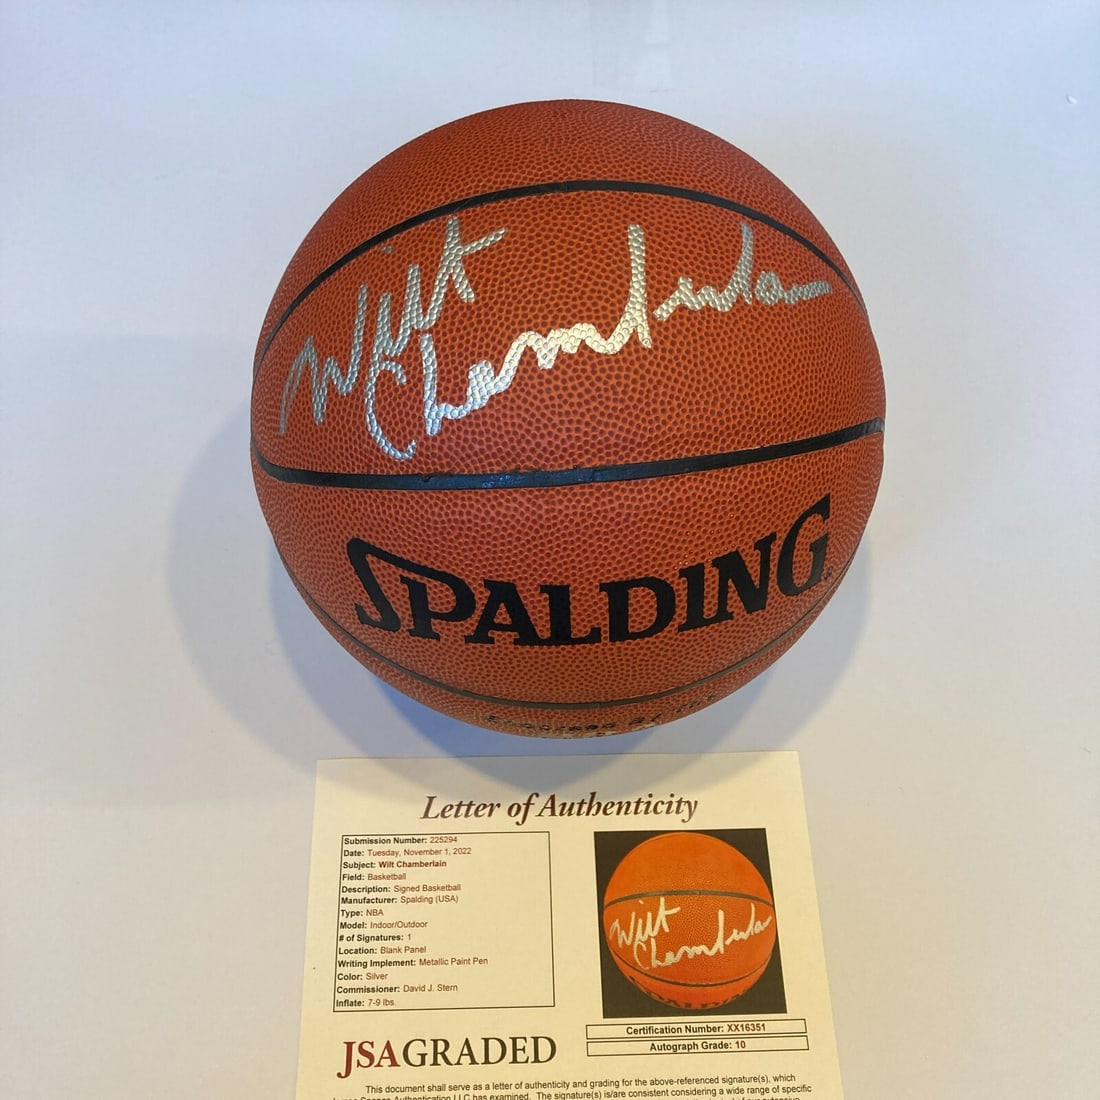 Wilt
Chamberlain
SPALDING
Letter of Authenticity
Submission Number: 225294
Date: Tuesday, November 1, 2022
Subject: Wilt Chamberlain
Field: Basketball
Description: Signed Basketball
Manufacturer: Spalding (USA)
Type: NBA
Model: Indoor/Outdoor
# of Signatures: 1
Location: Blank Panel
Writing Implement: Metallic Paint Pen
Color: Silver
Commissioner: David J. Stern
Inflate: 7-9 lbs.
Wilt
Chamberlain
SPALDING
Certification Number: XX16351
Autograph Grade: 10
JSAGRADED
This document shall serve as a letter of authenticity and grading for the above-referenced signature(s), which
Authentication LLC has examined. The signature(s) is/are consistent considering a wide range of specific